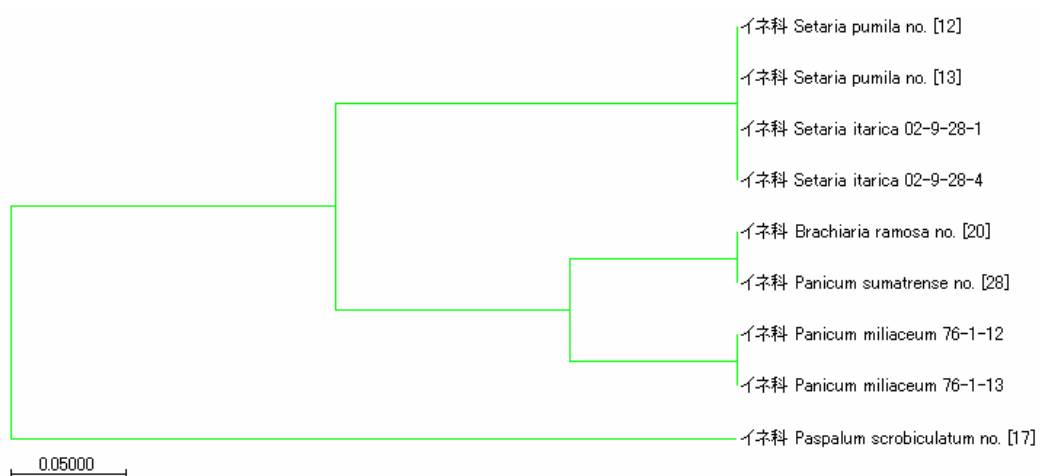 イネ科 Setaria pumila no. [12]
イネ科 Setaria pumila no. [13]
イネ科 Setaria itarica 02-9-28-1
イネ科 Setaria itarica 02-9-28-4
イネ科 Brachiaria ramosa no. [20]
イネ科 Panicum sumatrense no. [28]
イネ科 Panicum miliaceum 76-1-12
イネ科 Panicum miliaceum 76-1-13
イネ科 Paspalum scrobiculatum no. [17]
0.05000